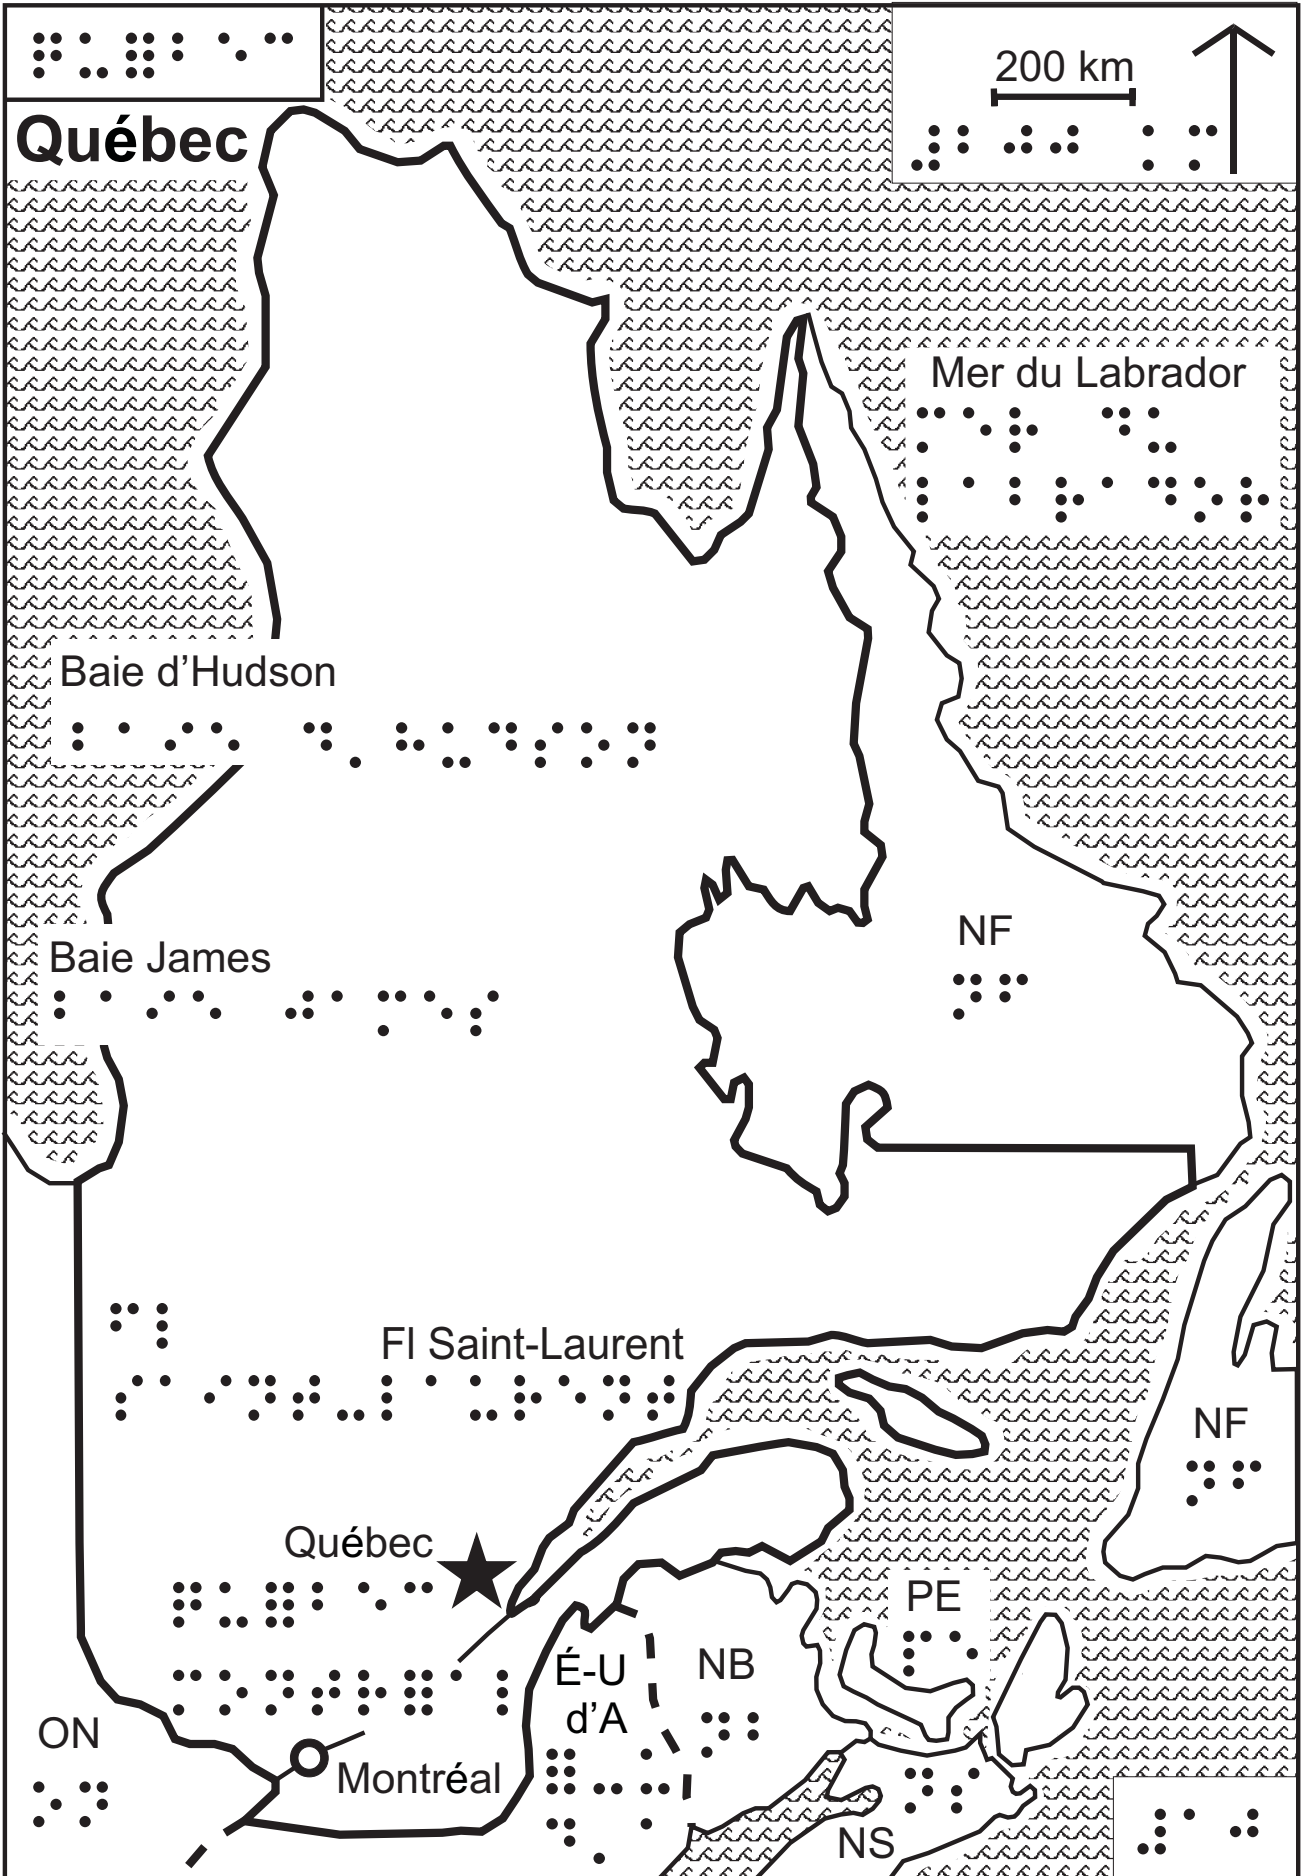 ⠟⠥⠿⠃⠑⠉
Québec
200 km
⠼⠃⠚⠚ ⠅⠍
Mer du Labrador
⠍⠑⠗ ⠙⠥
⠇⠁⠃⠗⠁⠙⠕⠗
Baie d’Hudson
⠃⠁⠊⠑ ⠙⠄⠓⠥⠙⠎⠕⠝
NF
⠝⠋
Baie James
⠃⠁⠊⠑ ⠚⠁⠍⠑⠎
Fl Saint-Laurent
⠋⠇
⠎⠁⠊⠝⠞⠤⠇⠁⠥⠗⠑⠝⠞
NF
⠝⠋
Québec
⠟⠥⠿⠃⠑⠉
PE
⠏⠑
É-U
d’A
NB
⠝⠃
⠍⠕⠝⠞⠗⠿⠁⠇
Montréal
ON
⠕⠝
⠝⠎
NS
⠼⠁⠚